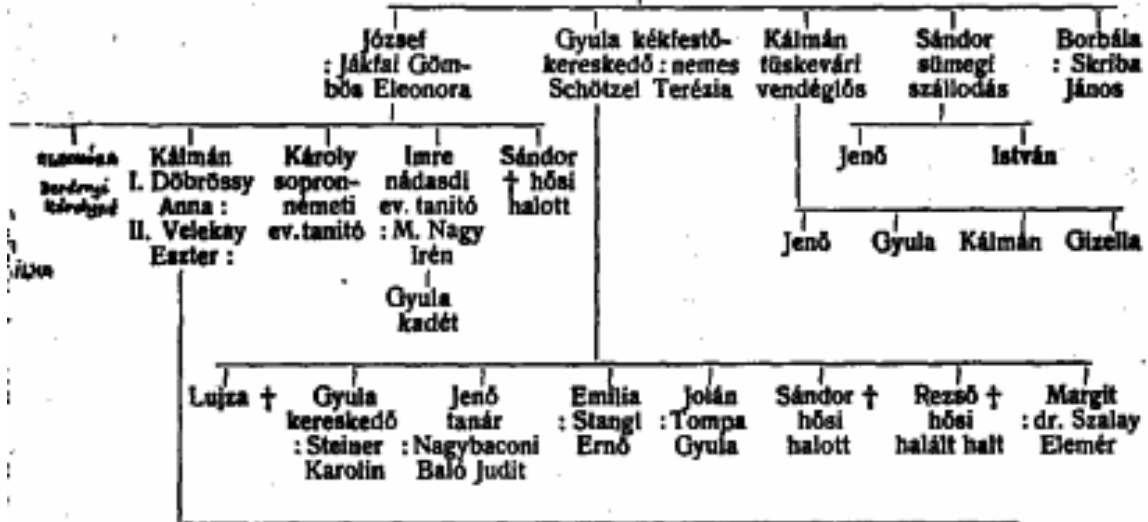 József
: Jákfai Göm-
bös Eleonora
Gyula kékfestő-
kereskedő : nemes
Schötzel Terézia
Kálmán
tüskevári
vendéglős
Sándor
sümegi
szállodás
Borbála
: Skriba
János
Kálmán
I. Döbrössy
Anna :
II. Velekay
Eszter :
Károly
sopron-
németi
ev. tanitó
Imre
nádasdi
ev. tanitó
: M. Nagy
Irén
Gyula
kadét
Sándor
† hősi
halott
Jenő
István
Jenő
Gyula
Kálmán
Gizella
Lujza †
Gyula
kereskedő
: Steiner
Karolin
Jenő
tanár
: Nagybaconi
Baló Judit
Emilia
: Stangl
Ernő
Jolán
: Tompa
Gyula
Sándor †
hősi
halott
Rezső †
hősi
halált halt
Margit
: dr. Szalay
Elemér